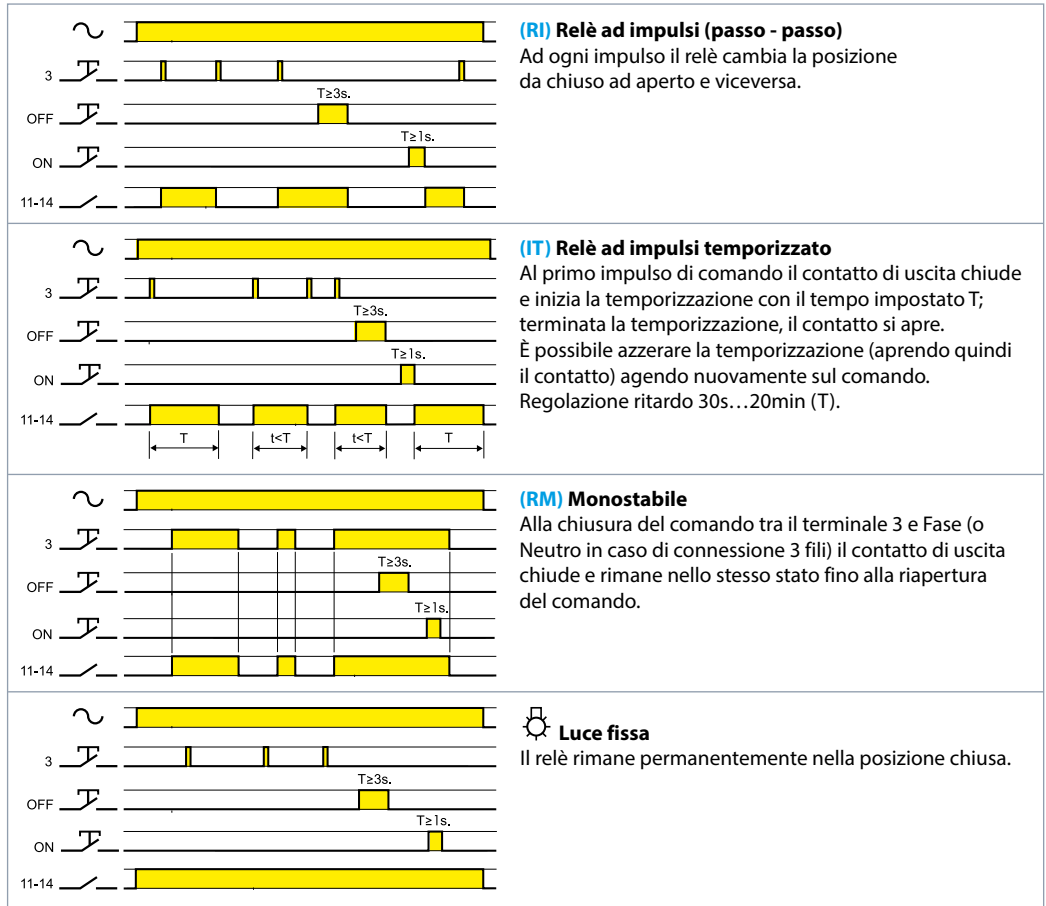 (RI) Relè ad impulsi (passo - passo)
Ad ogni impulso il relè cambia la posizione
da chiuso ad aperto e viceversa.
3
T≥3s.
OFF
T≥1s.
ON
11-14
(IT) Relè ad impulsi temporizzato
Al primo impulso di comando il contatto di uscita chiude
e inizia la temporizzazione con il tempo impostato T;
terminata la temporizzazione, il contatto si apre.
È possibile azzerare la temporizzazione (aprendo quindi
il contatto) agendo nuovamente sul comando.
Regolazione ritardo 30s…20min (T).
3
T≥3s.
OFF
T≥1s.
ON
11-14
T t<T t<T T
(RM) Monostabile
Alla chiusura del comando tra il terminale 3 e Fase (o
Neutro in caso di connessione 3 fili) il contatto di uscita
chiude e rimane nello stesso stato fino alla riapertura
del comando.
3
T≥3s.
OFF
T≥1s.
ON
11-14
Luce fissa
Il relè rimane permanentemente nella posizione chiusa.
3
T≥3s.
OFF
T≥1s.
ON
11-14